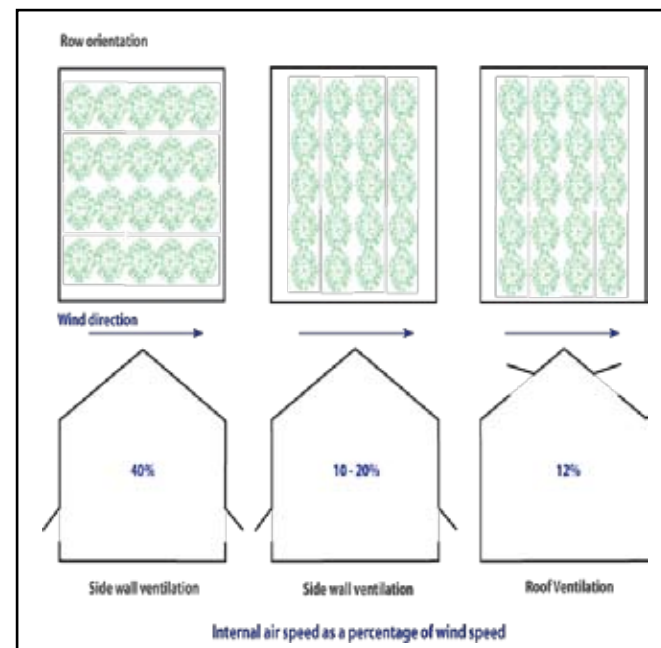 Row orientation
Wind direction
40%
10 - 20%
12%
Side wall ventilation
Side wall ventilation
Roof Ventilation
Internal air speed as a percentage of wind speed